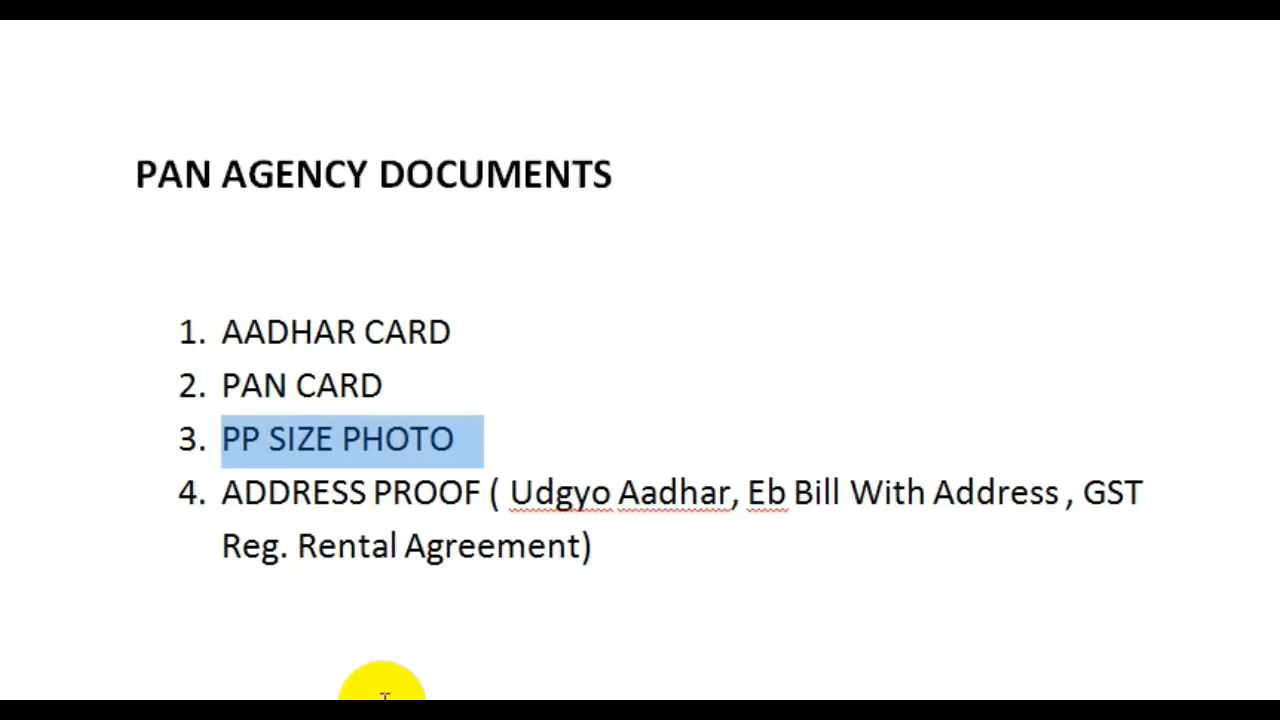 PAN AGENCY DOCUMENTS
1. AADHAR CARD
2. PAN CARD
3. PP SIZE PHOTO
4. ADDRESS PROOF ( Udgyo Aadhar, Eb Bill With Address , GST
Reg. Rental Agreement)